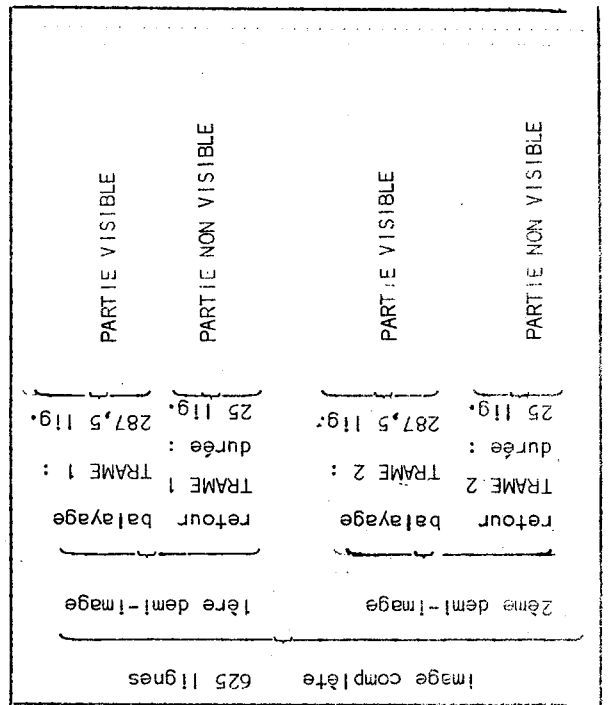 image complète 625 lignes
2ème demi-image 1ère demi-image
retour balayage retour balayage
TRAME 2 TRAME 2 : TRAME 1 TRAME 1 :
durée : durée :
25 lig. 287,5 lig. 25 lig. 287,5 lig.
PARTIE NON VISIBLE
PARTIE VISIBLE
PARTIE NON VISIBLE
PARTIE VISIBLE